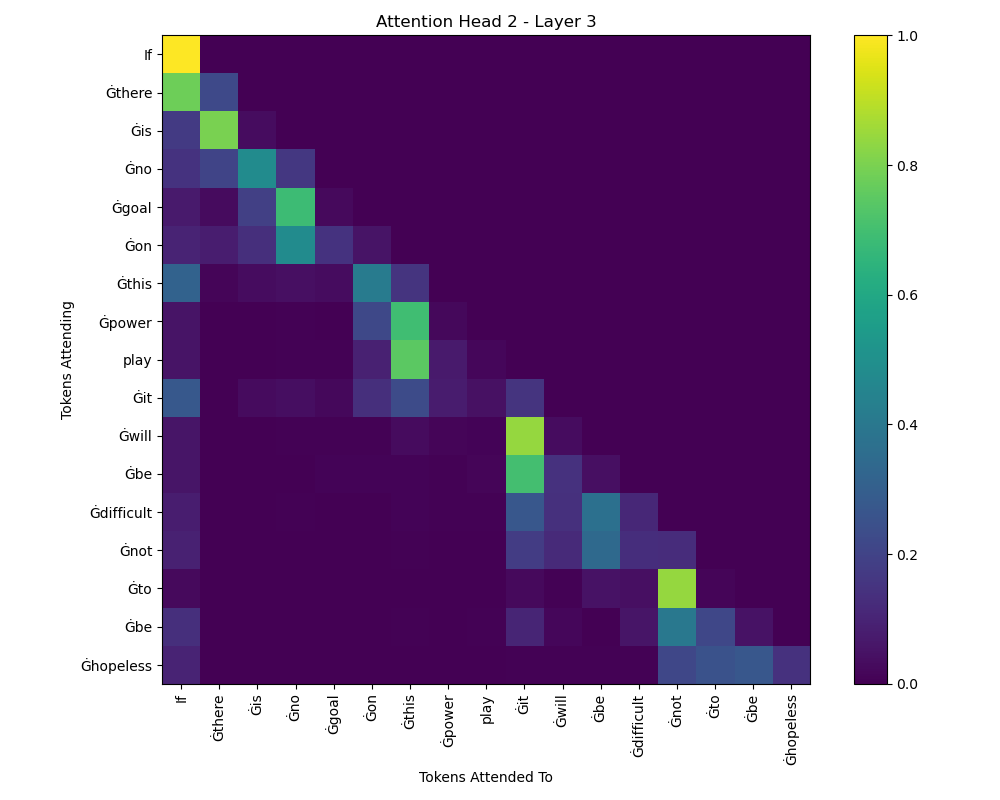 Attention Head 2 - Layer 3
If
Ġthere
Ġis
Ġno
Ġgoal
Ġon
Ġthis
Ġpower
play
Ġit
Ġwill
Ġbe
Ġdifficult
Ġnot
Ġto
Ġbe
Ġhopeless
Tokens Attending
If
Ġthere
Ġis
Ġno
Ġgoal
Ġon
Ġthis
Ġpower
play
Ġit
Ġwill
Ġbe
Ġdifficult
Ġnot
Ġto
Ġbe
Ġhopeless
Tokens Attended To
1.0
0.8
0.6
0.4
0.2
0.0